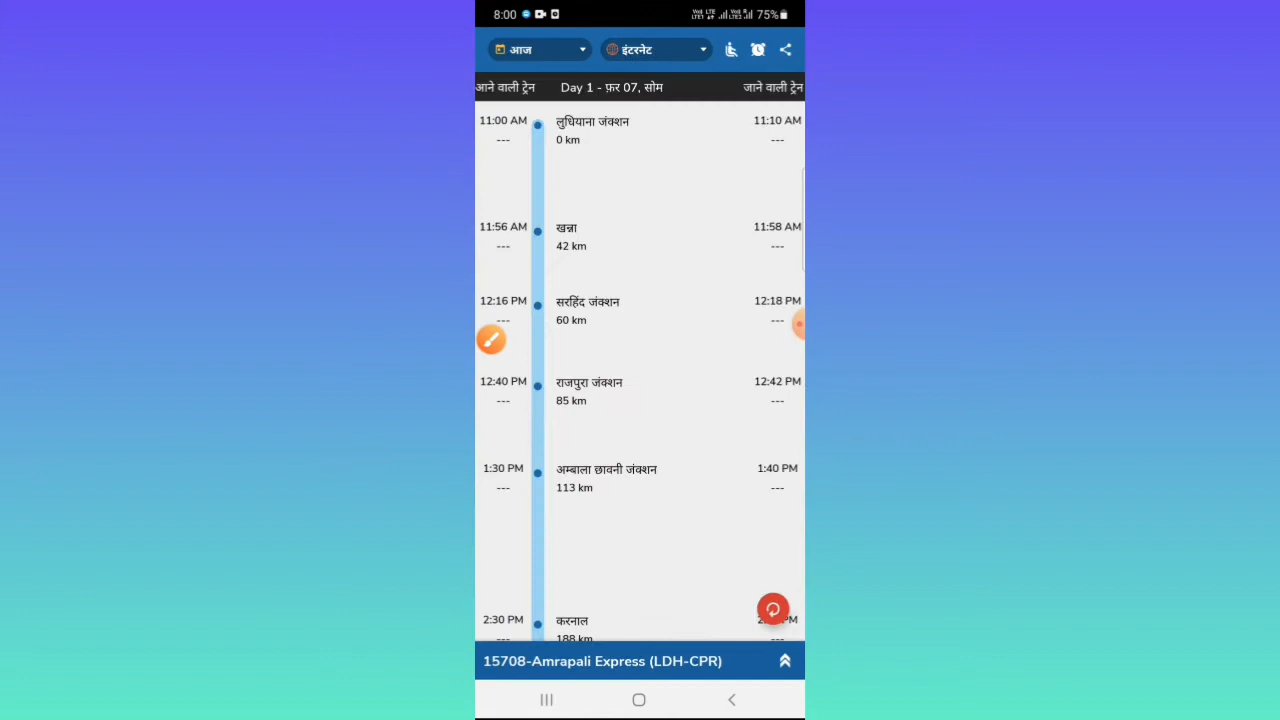 8:00 75%
आज इंटरनेट
आने वाली ट्रेन Day 1 - फ़र 07, सोम जाने वाली ट्रेन
11:00 AM लुधियाना जंक्शन 11:10 AM
--- 0 km ---
11:56 AM खन्ना 11:58 AM
--- 42 km ---
12:16 PM सरहिंद जंक्शन 12:18 PM
--- 60 km ---
12:40 PM राजपुरा जंक्शन 12:42 PM
--- 85 km ---
1:30 PM अम्बाला छावनी जंक्शन 1:40 PM
--- 113 km ---
2:30 PM करनाल
--- 188 km
15708-Amrapali Express (LDH-CPR)